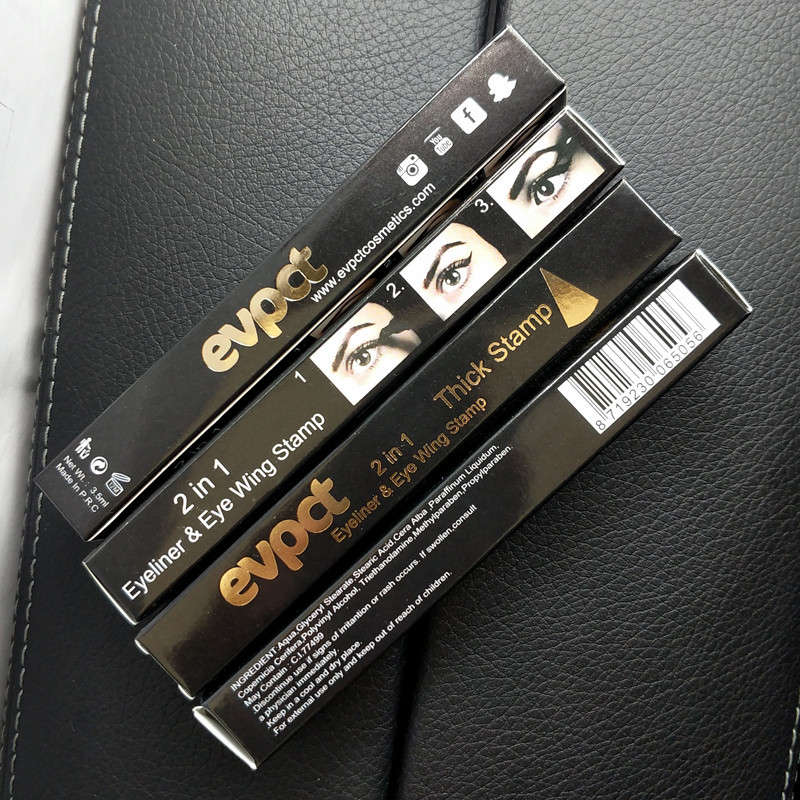 evpct
www.evpctcosmetics.com
You
Tube
f
Net Wt.: 3.5ml
Made In P.R.C
2 in 1
Eyeliner & Eye Wing Stamp
1
2.
3.
evpct
2 in 1
Eyeliner & Eye Wing Stamp
Thick Stamp
8 719230 065056
INGREDIENT:Aqua,Glyceryl Stearate,Stearic Acid,Cera Alba ,Paraffinum Liquidum,
Copernicia Cerifera,Polyvinyl Alcohol, Triethanolamine,Methylparaben,Propylparaben.
May Contain : C.I.77499
.Discontinue use if signs of irritation or rash occurs. If swollen.consult
a physician immediately.
.Keep in a cool and dry place.
.For external use only and keep out of reach of children.